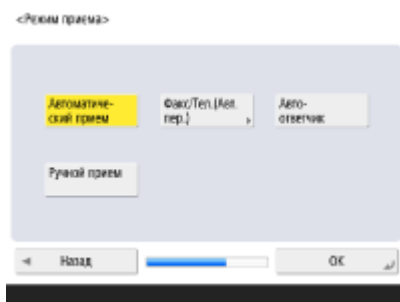 <Режим приема>
Автоматиче-
ский прием
Факс/Тел.(Авт.
пер.)
Авто-
ответчик
Ручной прием
Назад
OK